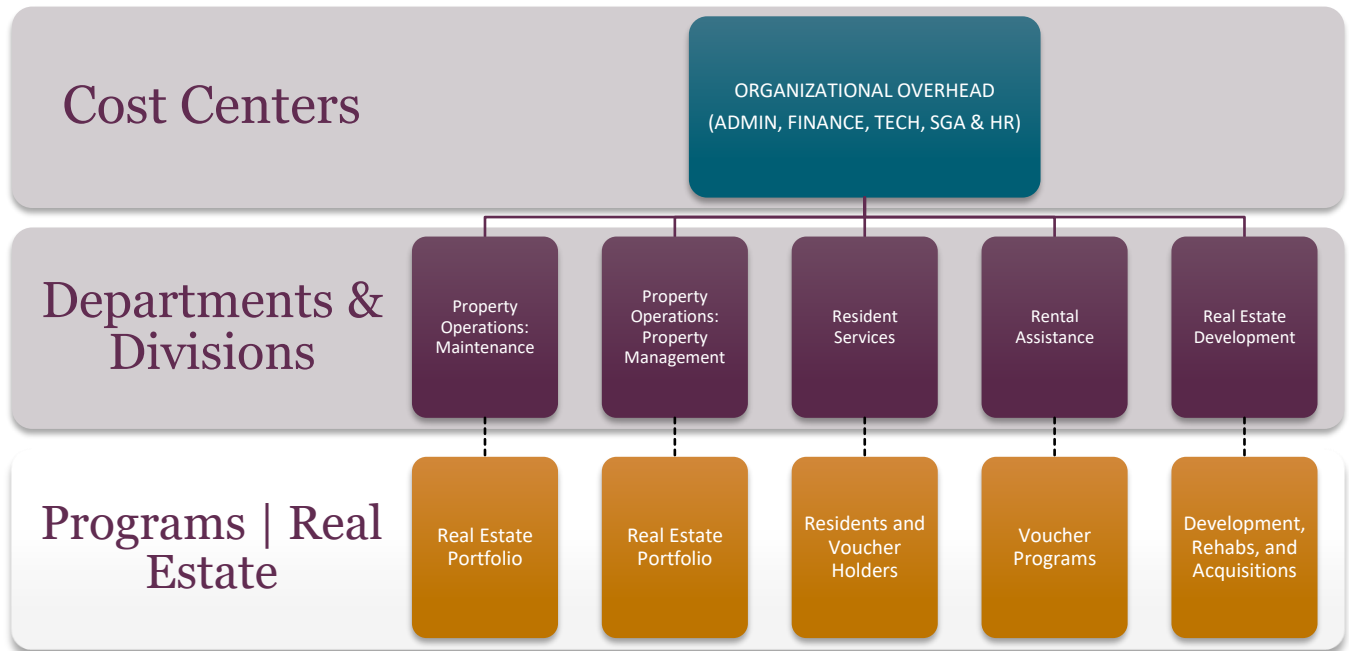 Cost Centers
ORGANIZATIONAL OVERHEAD
(ADMIN, FINANCE, TECH, SGA & HR)
Departments &
Divisions
Property
Operations:
Maintenance
Property
Operations:
Property
Management
Resident
Services
Rental
Assistance
Real Estate
Development
Programs | Real
Estate
Real Estate
Portfolio
Real Estate
Portfolio
Residents and
Voucher
Holders
Voucher
Programs
Development,
Rehabs, and
Acquisitions